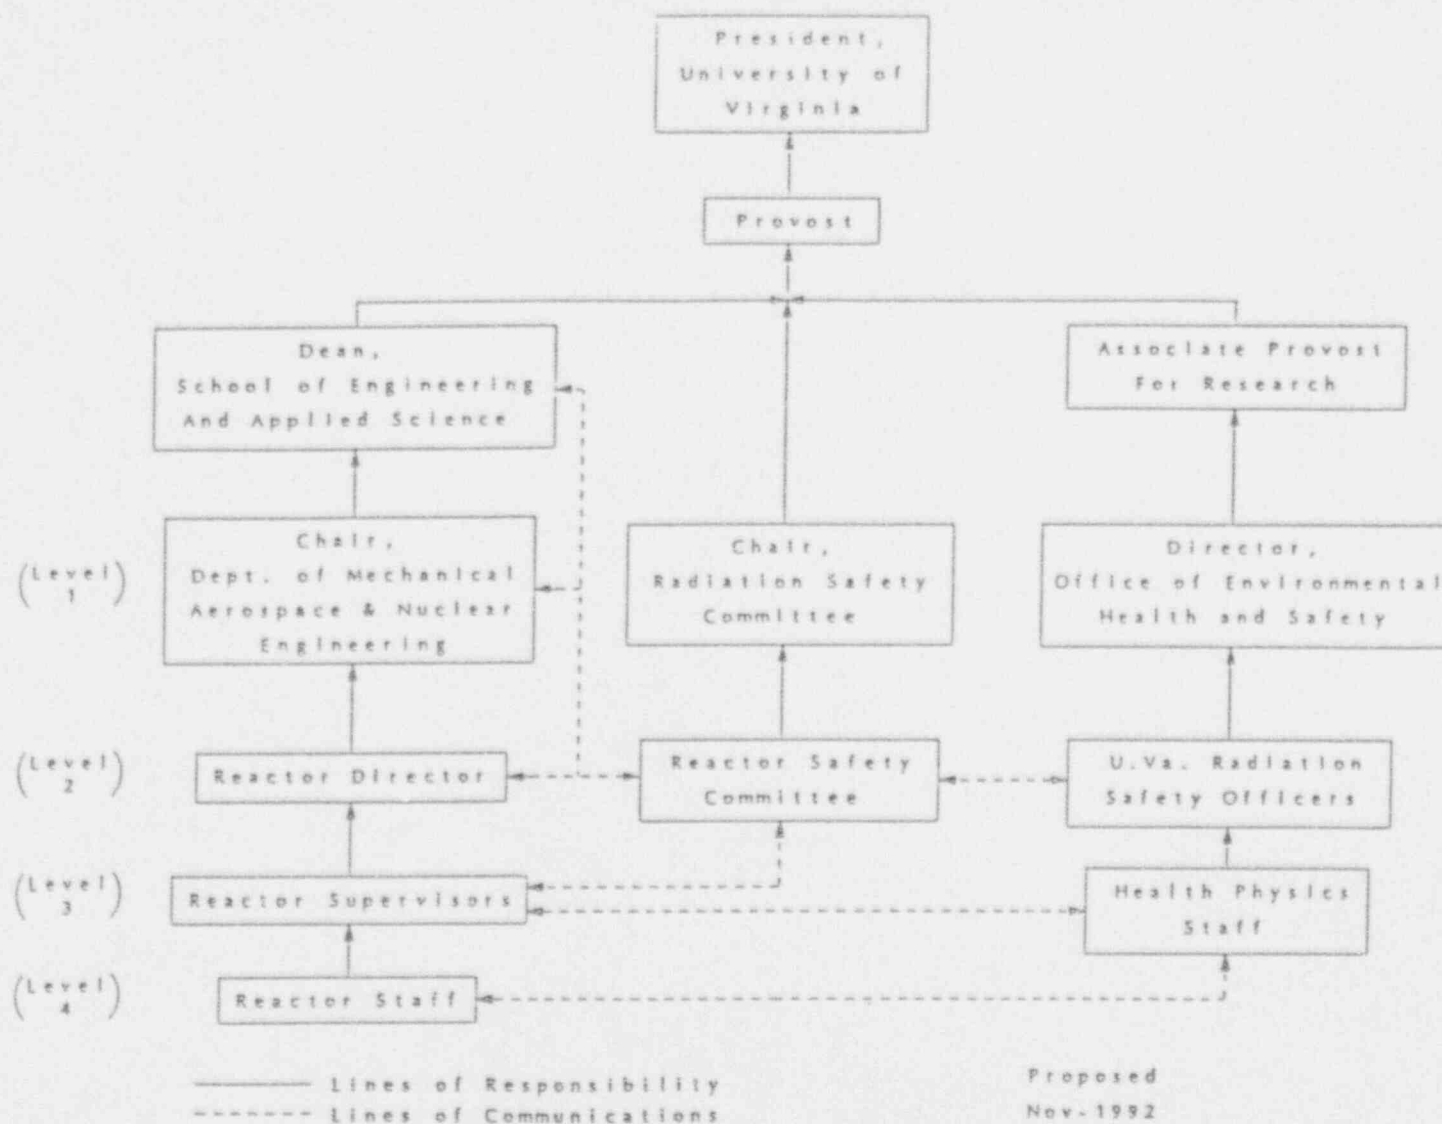 President,
University of
Virginia
Provost
Dean,
School of Engineering
And Applied Science
Associate Provost
For Research
(Level 1)
Chair,
Dept. of Mechanical
Aerospace & Nuclear
Engineering
Chair,
Radiation Safety
Committee
Director,
Office of Environmental
Health and Safety
(Level 2)
Reactor Director
Reactor Safety
Committee
U.Va. Radiation
Safety Officers
(Level 3)
Reactor Supervisors
Health Physics
Staff
(Level 4)
Reactor Staff
Lines of Responsibility
Lines of Communications
Proposed
Nov-1992